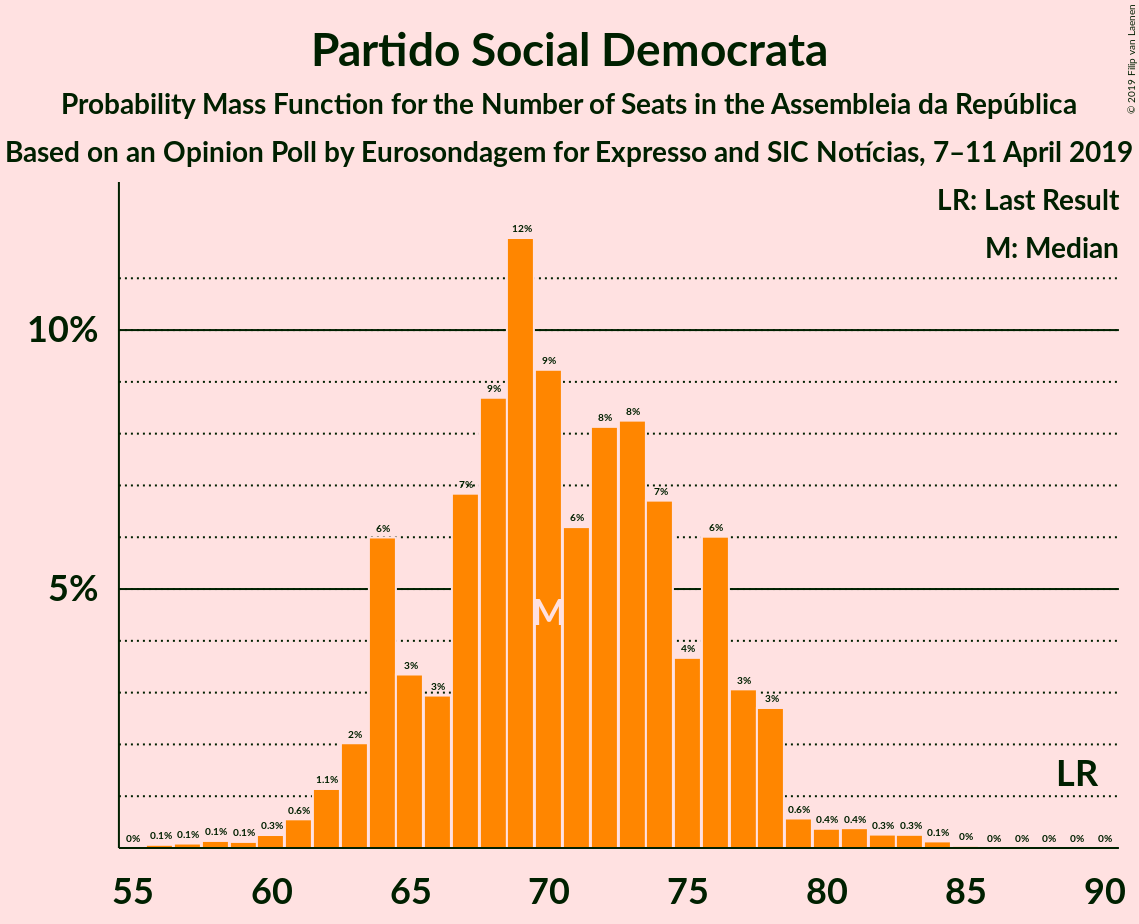 Partido Social Democrata
Probability Mass Function for the Number of Seats in the Assembleia da República
Based on an Opinion Poll by Eurosondagem for Expresso and SIC Notícias, 7–11 April 2019
© 2019 Filip van Laenen
LR: Last Result
M: Median
10%
5%
0% 0.1% 0.1% 0.1% 0.1% 0.3% 0.6% 1.1% 2% 6% 3% 3% 7% 9% 12% 9% 6% 8% 8% 7% 4% 6% 3% 3% 0.6% 0.4% 0.4% 0.3% 0.3% 0.1% 0% 0% 0% 0% 0% 0%
M
LR
55 60 65 70 75 80 85 90